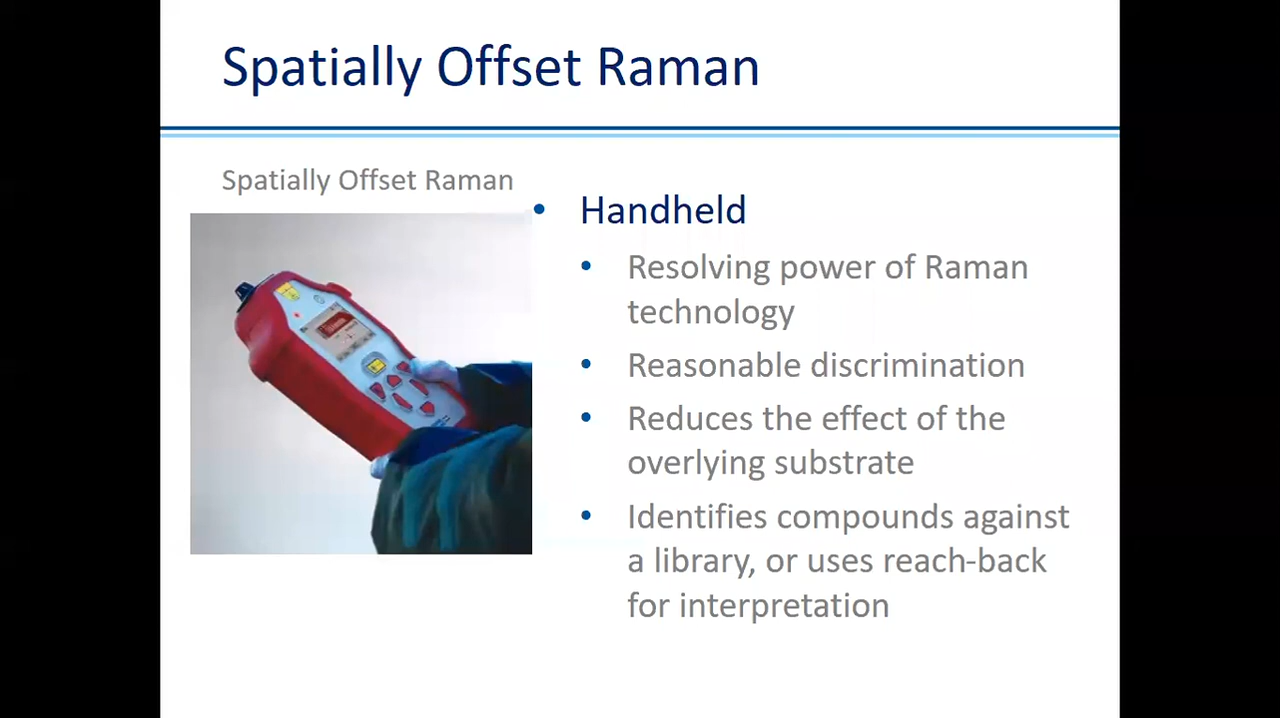 Spatially Offset Raman
Spatially Offset Raman
• Handheld
• Resolving power of Raman
technology
• Reasonable discrimination
• Reduces the effect of the
overlying substrate
• Identifies compounds against
a library, or uses reach-back
for interpretation